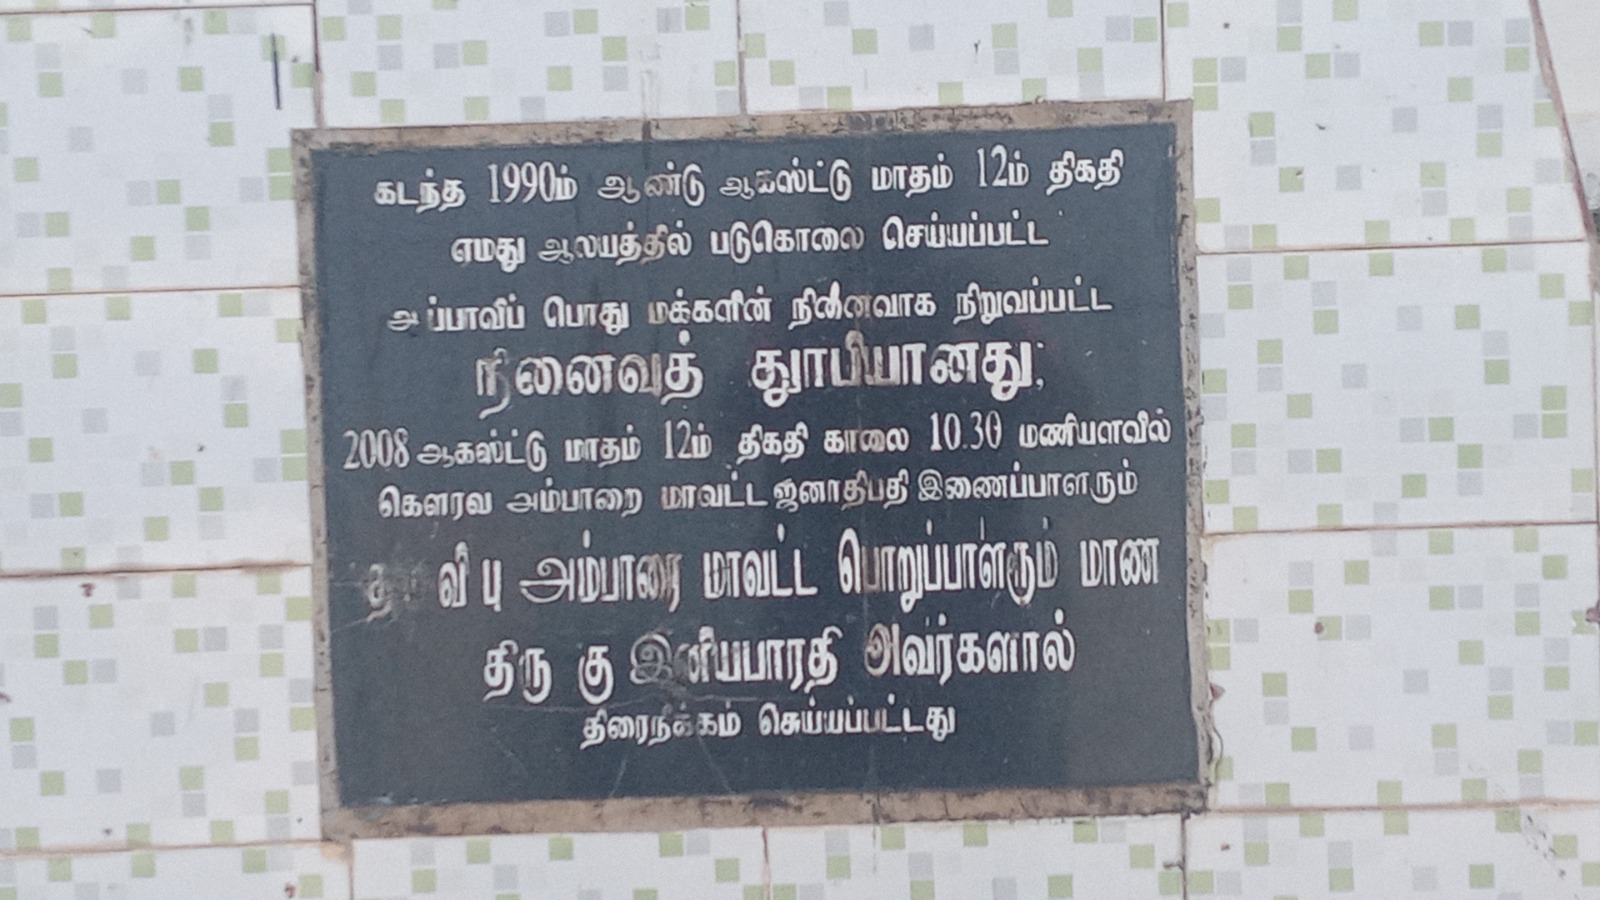 கடந்த 1990ம் ஆண்டு ஆகஸ்ட்டு மாதம் 12ம் திகதி
எமது ஆலயத்தில் படுகொலை செய்யப்பட்ட
அப்பாவிப் பொது மக்களின் நினைவாக நிறுவப்பட்ட
நினைவுத் தூபியானது;
2008 ஆகஸ்ட்டு மாதம் 12ம் திகதி காலை 10.30 மணியளவில்
கௌரவ அம்பாறை மாவட்ட ஜனாதிபதி இணைப்பாளரும்
வி பு அம்பாரை மாவட்ட பொறுப்பாளரும் மாண
திரு கு இனியபாரதி அவர்களால்
திரைநீக்கம் செய்யப்பட்டது